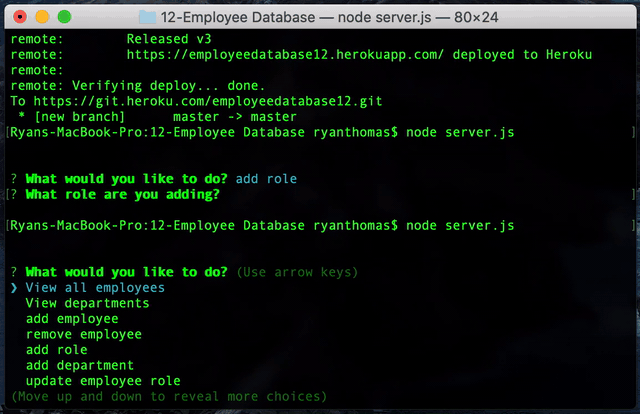 12-Employee Database — node server.js — 80×24
remote: Released v3
remote: https://employeedatabase12.herokuapp.com/ deployed to Heroku
remote:
remote: Verifying deploy... done.
To https://git.heroku.com/employeedatabase12.git
* [new branch] master -> master
[Ryans-MacBook-Pro:12-Employee Database ryanthomas$ node server.js ]
? What would you like to do? add role
[? What role are you adding? ]
[Ryans-MacBook-Pro:12-Employee Database ryanthomas$ node server.js ]
? What would you like to do? (Use arrow keys)
❯ View all employees
View departments
add employee
remove employee
add role
add department
update employee role
(Move up and down to reveal more choices)